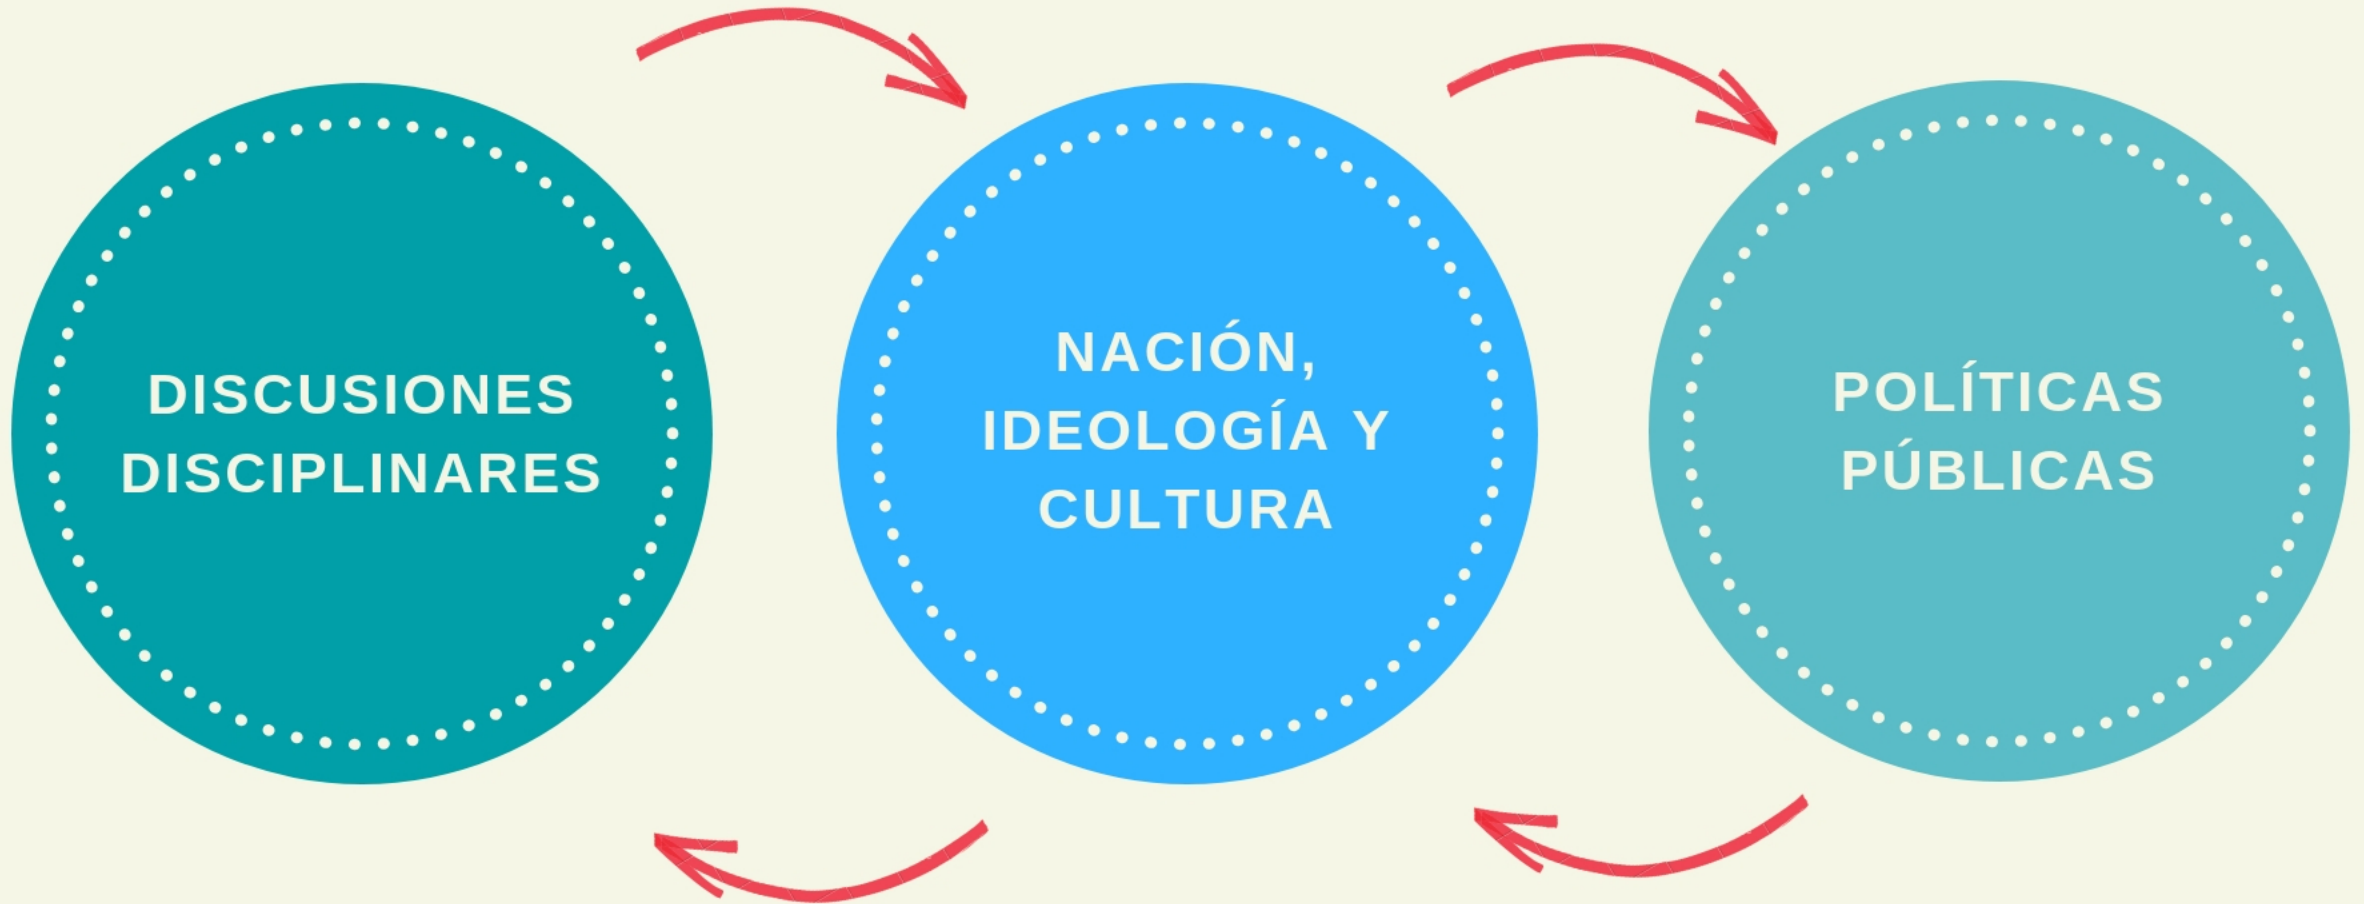 DISCUSIONES
DISCIPLINARES
NACIÓN,
IDEOLOGÍA Y
CULTURA
POLÍTICAS
PÚBLICAS